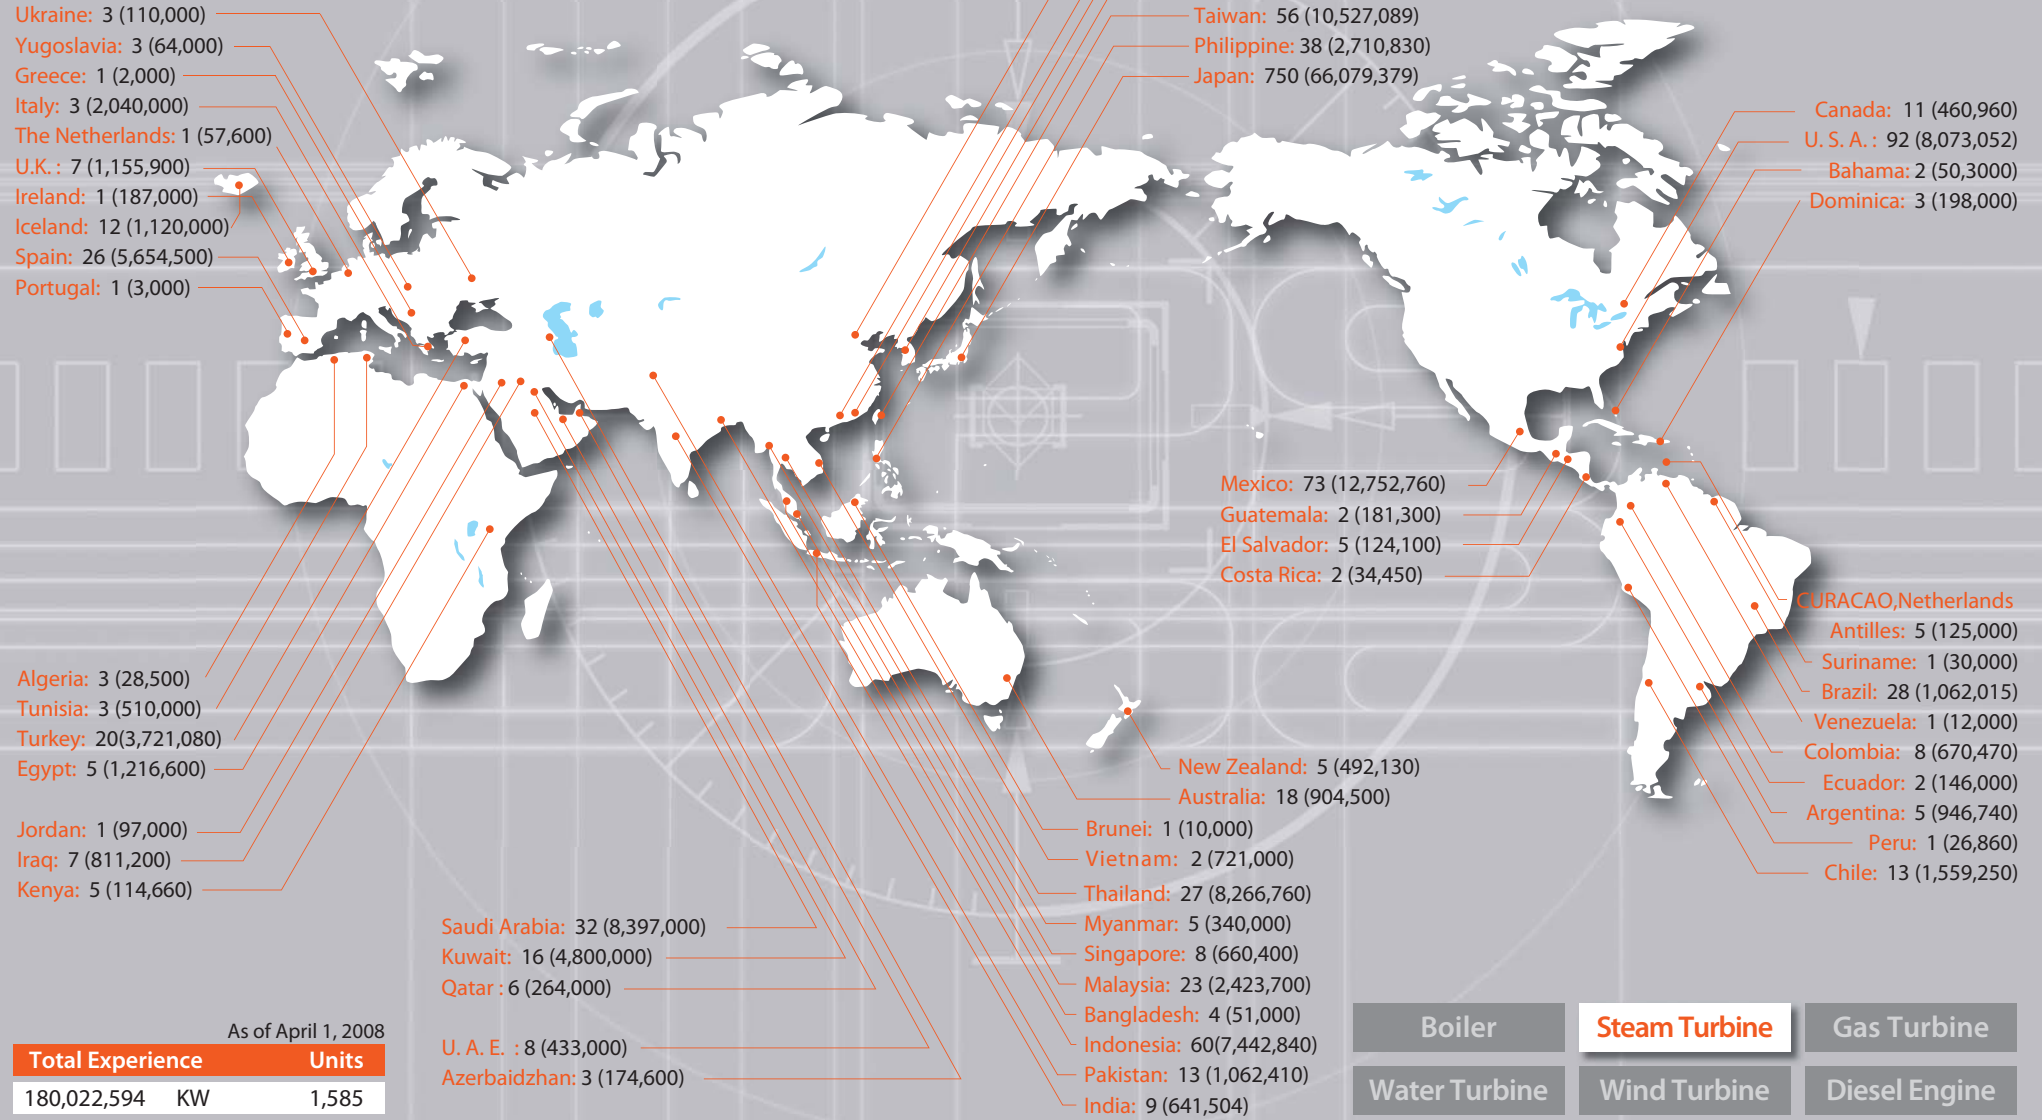 Ukraine: 3 (110,000)
Yugoslavia: 3 (64,000)
Greece: 1 (2,000)
Italy: 3 (2,040,000)
The Netherlands: 1 (57,600)
U.K. : 7 (1,155,900)
Ireland: 1 (187,000)
Iceland: 12 (1,120,000)
Spain: 26 (5,654,500)
Portugal: 1 (3,000)
Taiwan: 56 (10,527,089)
Philippine: 38 (2,710,830)
Japan: 750 (66,079,379)
Canada: 11 (460,960)
U. S. A. : 92 (8,073,052)
Bahama: 2 (50,3000)
Dominica: 3 (198,000)
Mexico: 73 (12,752,760)
Guatemala: 2 (181,300)
El Salvador: 5 (124,100)
Costa Rica: 2 (34,450)
CURACAO,Netherlands
Antilles: 5 (125,000)
Suriname: 1 (30,000)
Brazil: 28 (1,062,015)
Venezuela: 1 (12,000)
Colombia: 8 (670,470)
Ecuador: 2 (146,000)
Argentina: 5 (946,740)
Peru: 1 (26,860)
Chile: 13 (1,559,250)
Algeria: 3 (28,500)
Tunisia: 3 (510,000)
Turkey: 20(3,721,080)
Egypt: 5 (1,216,600)
Jordan: 1 (97,000)
Iraq: 7 (811,200)
Kenya: 5 (114,660)
Saudi Arabia: 32 (8,397,000)
Kuwait: 16 (4,800,000)
Qatar : 6 (264,000)
U. A. E. : 8 (433,000)
Azerbaidzhan: 3 (174,600)
New Zealand: 5 (492,130)
Australia: 18 (904,500)
Brunei: 1 (10,000)
Vietnam: 2 (721,000)
Thailand: 27 (8,266,760)
Myanmar: 5 (340,000)
Singapore: 8 (660,400)
Malaysia: 23 (2,423,700)
Bangladesh: 4 (51,000)
Indonesia: 60(7,442,840)
Pakistan: 13 (1,062,410)
India: 9 (641,504)
As of April 1, 2008
Total Experience Units
180,022,594 KW 1,585
Boiler Steam Turbine Gas Turbine
Water Turbine Wind Turbine Diesel Engine